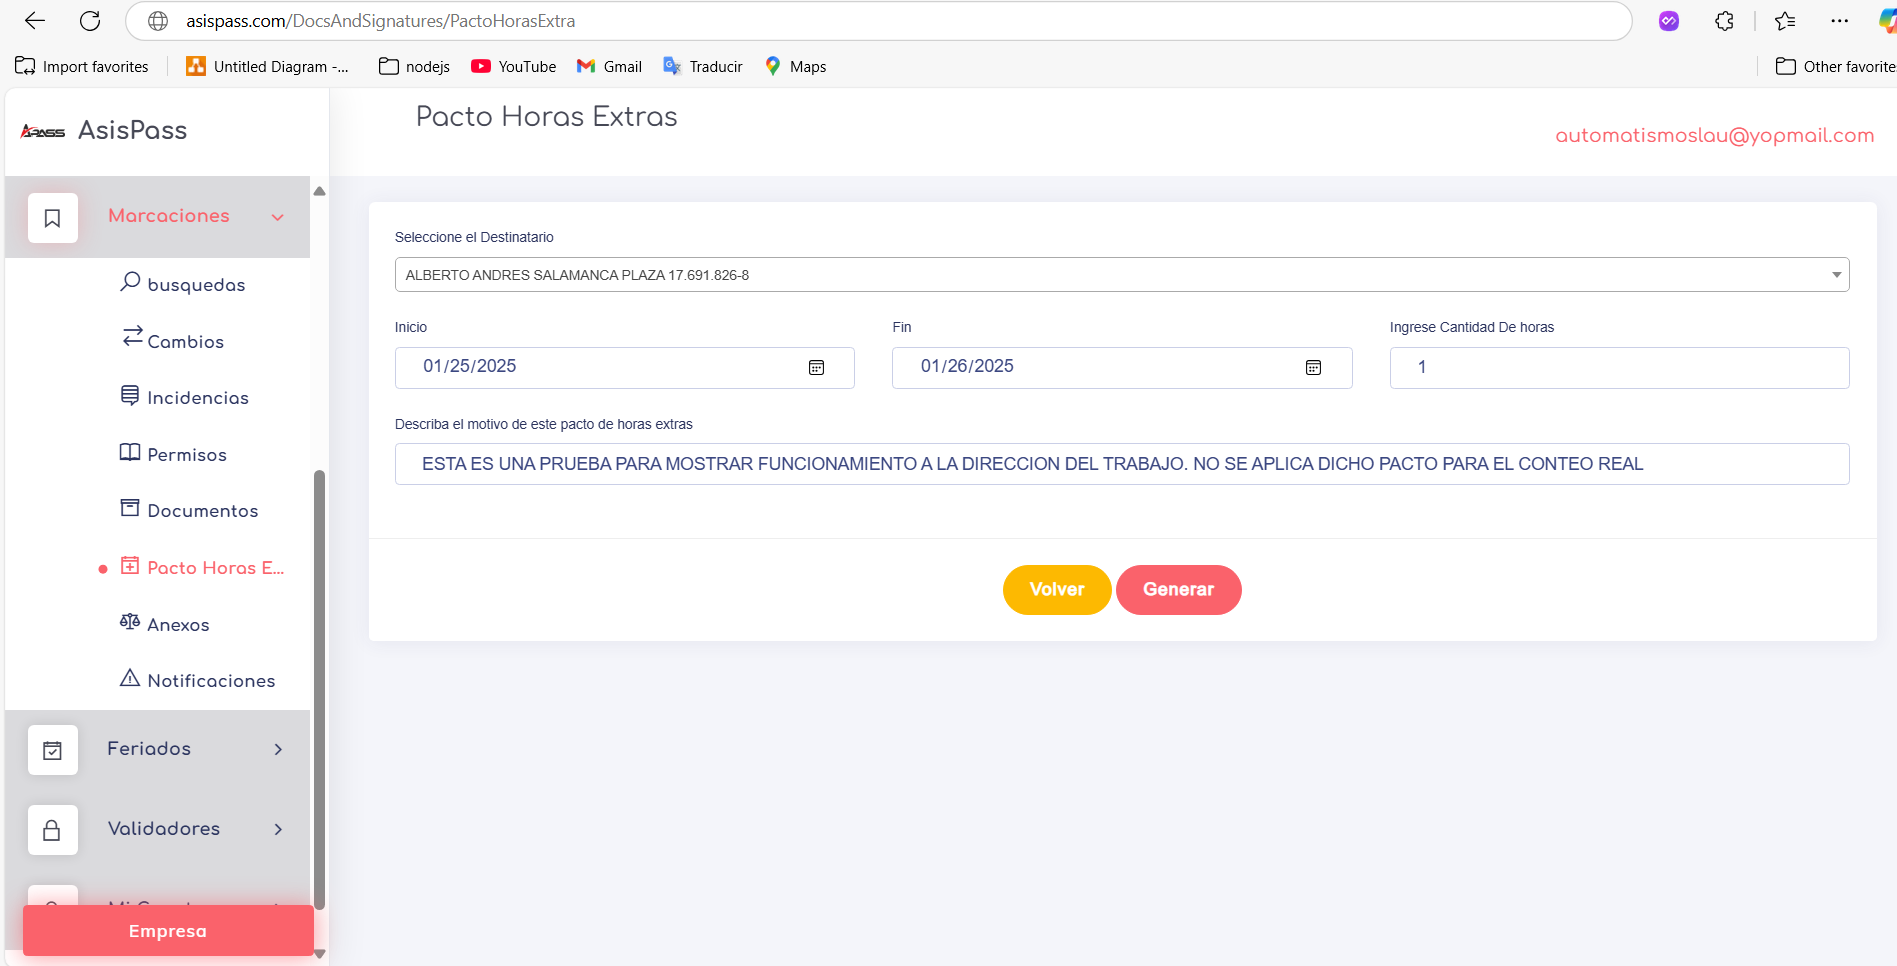 asispass.com/DocsAndSignatures/PactoHorasExtra
Import favorites
Untitled Diagram -...
nodejs
YouTube
Gmail
Traducir
Maps
Other favorite
APASS AsisPass
Pacto Horas Extras
automatismoslau@yopmail.com
Marcaciones
busquedas
Cambios
Incidencias
Permisos
Documentos
Pacto Horas E...
Anexos
Notificaciones
Feriados
Validadores
Empresa
Seleccione el Destinatario
ALBERTO ANDRES SALAMANCA PLAZA 17.691.826-8
Inicio
Fin
Ingrese Cantidad De horas
01/25/2025
01/26/2025
1
Describa el motivo de este pacto de horas extras
ESTA ES UNA PRUEBA PARA MOSTRAR FUNCIONAMIENTO A LA DIRECCION DEL TRABAJO. NO SE APLICA DICHO PACTO PARA EL CONTEO REAL
Volver
Generar